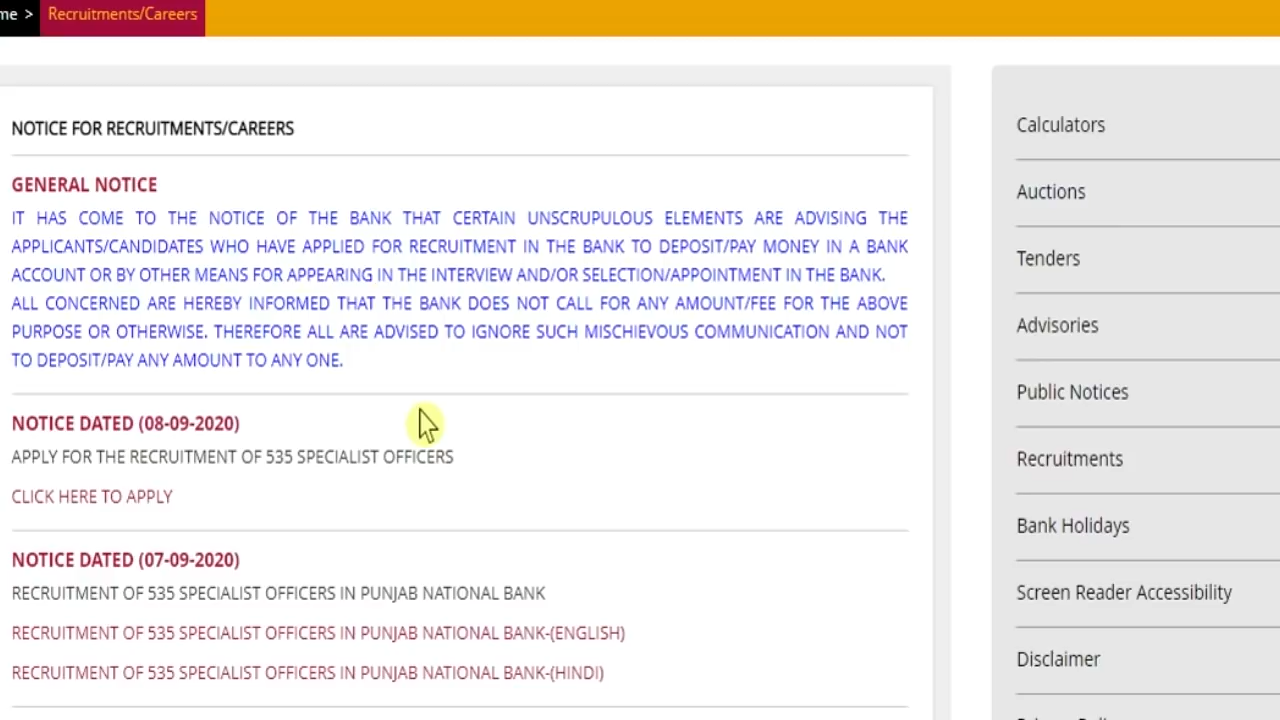 me > Recruitments/Careers
NOTICE FOR RECRUITMENTS/CAREERS
GENERAL NOTICE
IT HAS COME TO THE NOTICE OF THE BANK THAT CERTAIN UNSCRUPULOUS ELEMENTS ARE ADVISING THE
APPLICANTS/CANDIDATES WHO HAVE APPLIED FOR RECRUITMENT IN THE BANK TO DEPOSIT/PAY MONEY IN A BANK
ACCOUNT OR BY OTHER MEANS FOR APPEARING IN THE INTERVIEW AND/OR SELECTION/APPOINTMENT IN THE BANK.
ALL CONCERNED ARE HEREBY INFORMED THAT THE BANK DOES NOT CALL FOR ANY AMOUNT/FEE FOR THE ABOVE
PURPOSE OR OTHERWISE. THEREFORE ALL ARE ADVISED TO IGNORE SUCH MISCHIEVOUS COMMUNICATION AND NOT
TO DEPOSIT/PAY ANY AMOUNT TO ANY ONE.
NOTICE DATED (08-09-2020)
APPLY FOR THE RECRUITMENT OF 535 SPECIALIST OFFICERS
CLICK HERE TO APPLY
NOTICE DATED (07-09-2020)
RECRUITMENT OF 535 SPECIALIST OFFICERS IN PUNJAB NATIONAL BANK
RECRUITMENT OF 535 SPECIALIST OFFICERS IN PUNJAB NATIONAL BANK-(ENGLISH)
RECRUITMENT OF 535 SPECIALIST OFFICERS IN PUNJAB NATIONAL BANK-(HINDI)
Calculators
Auctions
Tenders
Advisories
Public Notices
Recruitments
Bank Holidays
Screen Reader Accessibility
Disclaimer